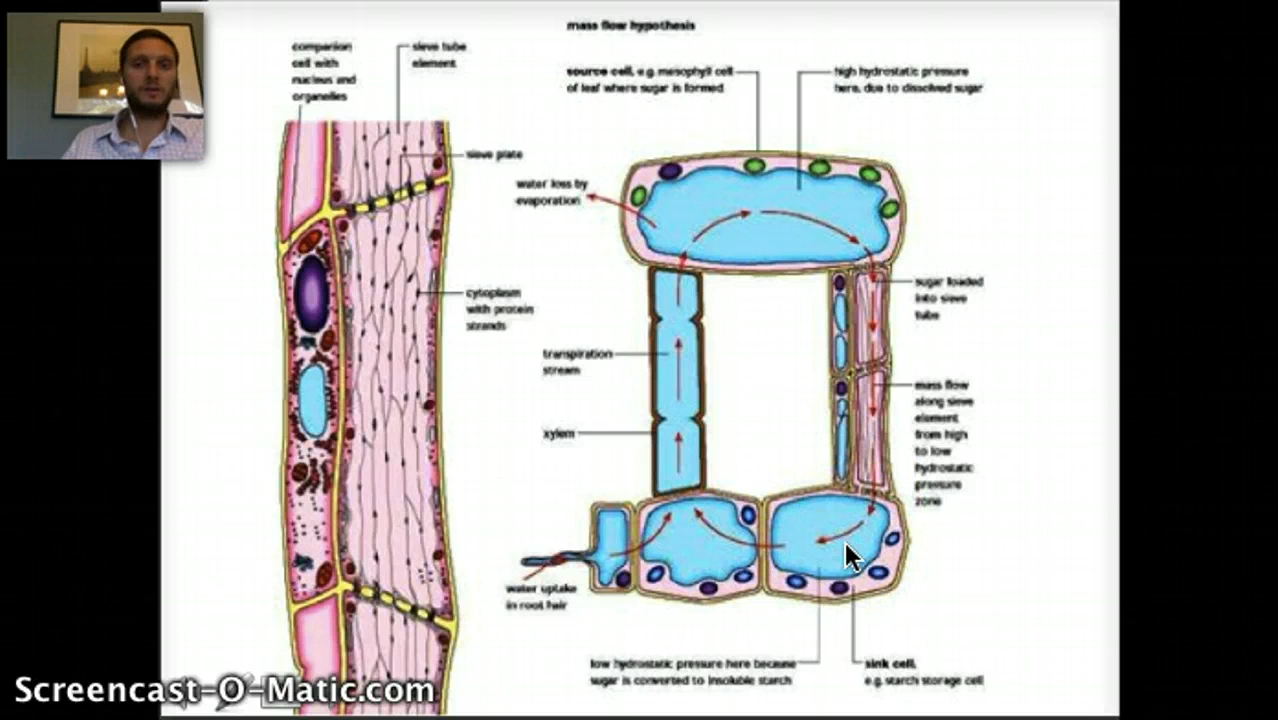 mass flow hypothesis
companion
cell with
nucleus and
organelles
sieve tube
element
sieve plate
cytoplasm
with protein
strands
source cell, e.g. mesophyll cell
of leaf where sugar is formed
high hydrostatic pressure
here, due to dissolved sugar
water loss by
evaporation
sugar loaded
into sieve
tube
transpiration
stream
xylem
mass flow
along sieve
element
from high
to low
hydrostatic
pressure
zone
water uptake
in root hair
low hydrostatic pressure here because
sugar is converted to insoluble starch
sink cell,
e.g. starch storage cell
Screencast-O-Matic.com